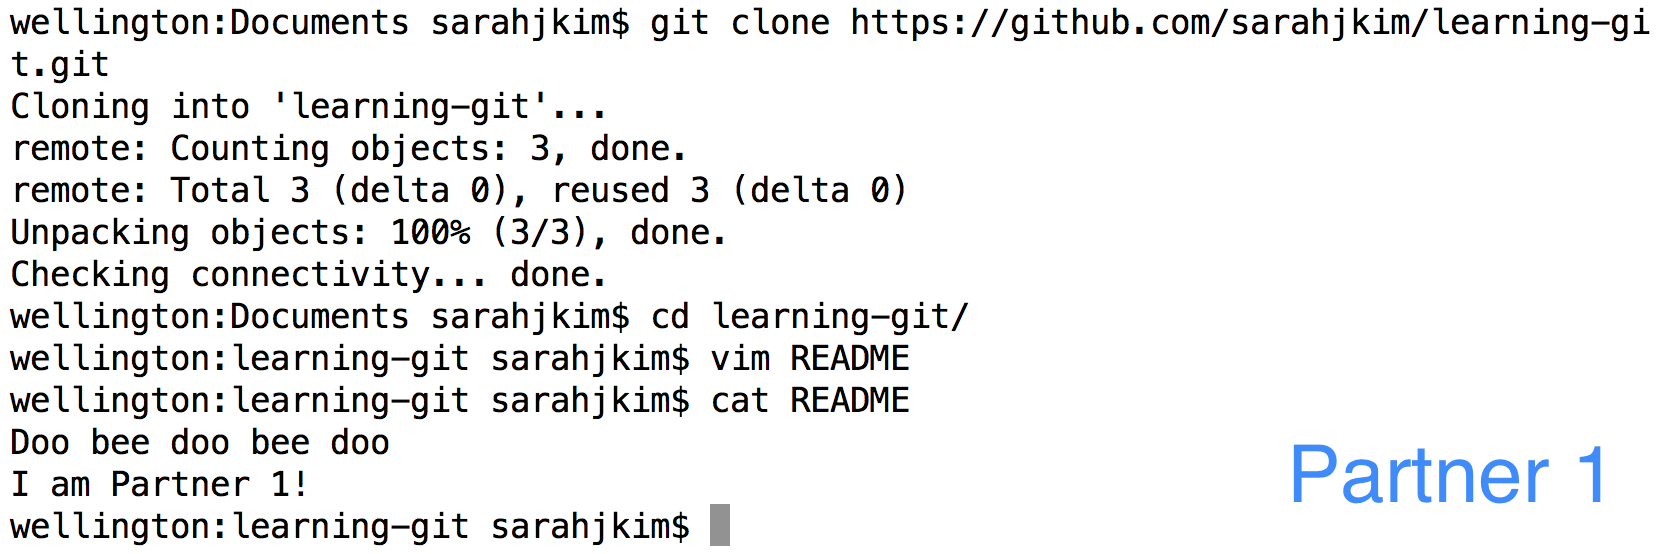 wellington:Documents sarahjkim$ git clone https://github.com/sarahjkim/learning-gi
t.git
Cloning into 'learning-git'...
remote: Counting objects: 3, done.
remote: Total 3 (delta 0), reused 3 (delta 0)
Unpacking objects: 100% (3/3), done.
Checking connectivity... done.
wellington:Documents sarahjkim$ cd learning-git/
wellington:learning-git sarahjkim$ vim README
wellington:learning-git sarahjkim$ cat README
Doo bee doo bee doo
I am Partner 1!
wellington:learning-git sarahjkim$
Partner 1